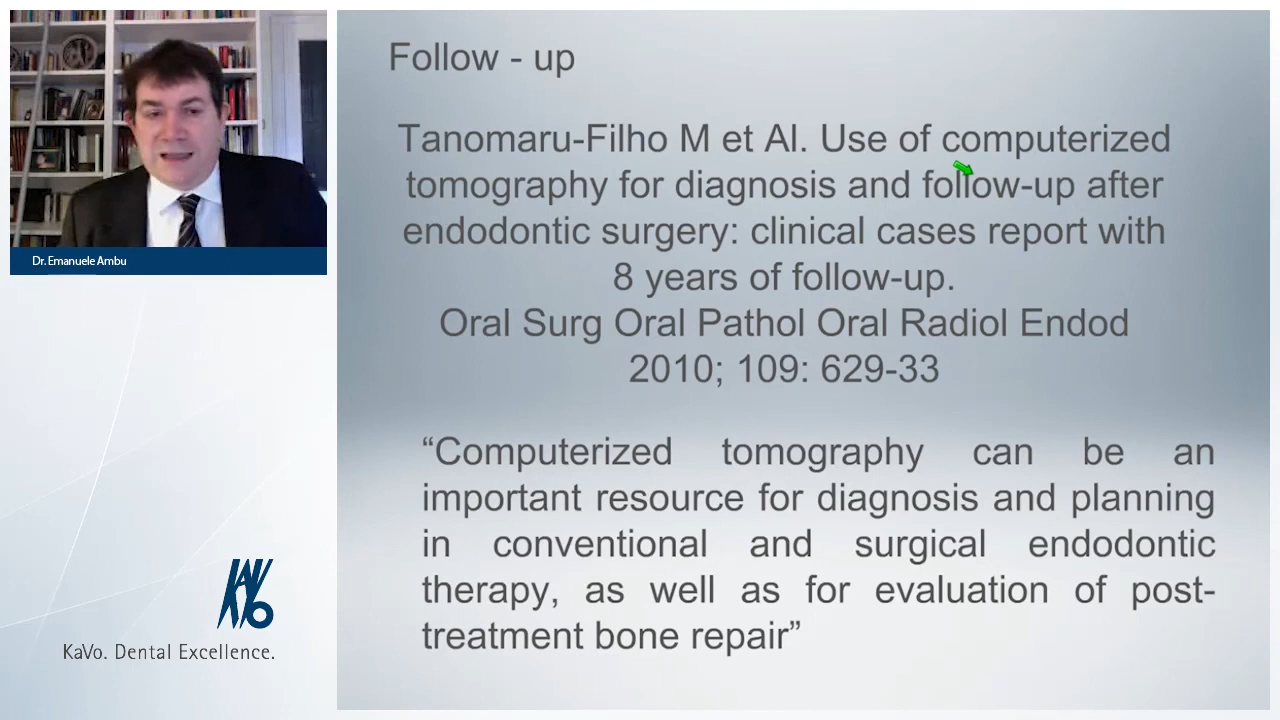 Dr. Emanuele Ambu
KAVO
KaVo. Dental Excellence.
Follow - up
Tanomaru-Filho M et Al. Use of computerized
tomography for diagnosis and follow-up after
endodontic surgery: clinical cases report with
8 years of follow-up.
Oral Surg Oral Pathol Oral Radiol Endod
2010; 109: 629-33
“Computerized tomography can be an
important resource for diagnosis and planning
in conventional and surgical endodontic
therapy, as well as for evaluation of post-
treatment bone repair”